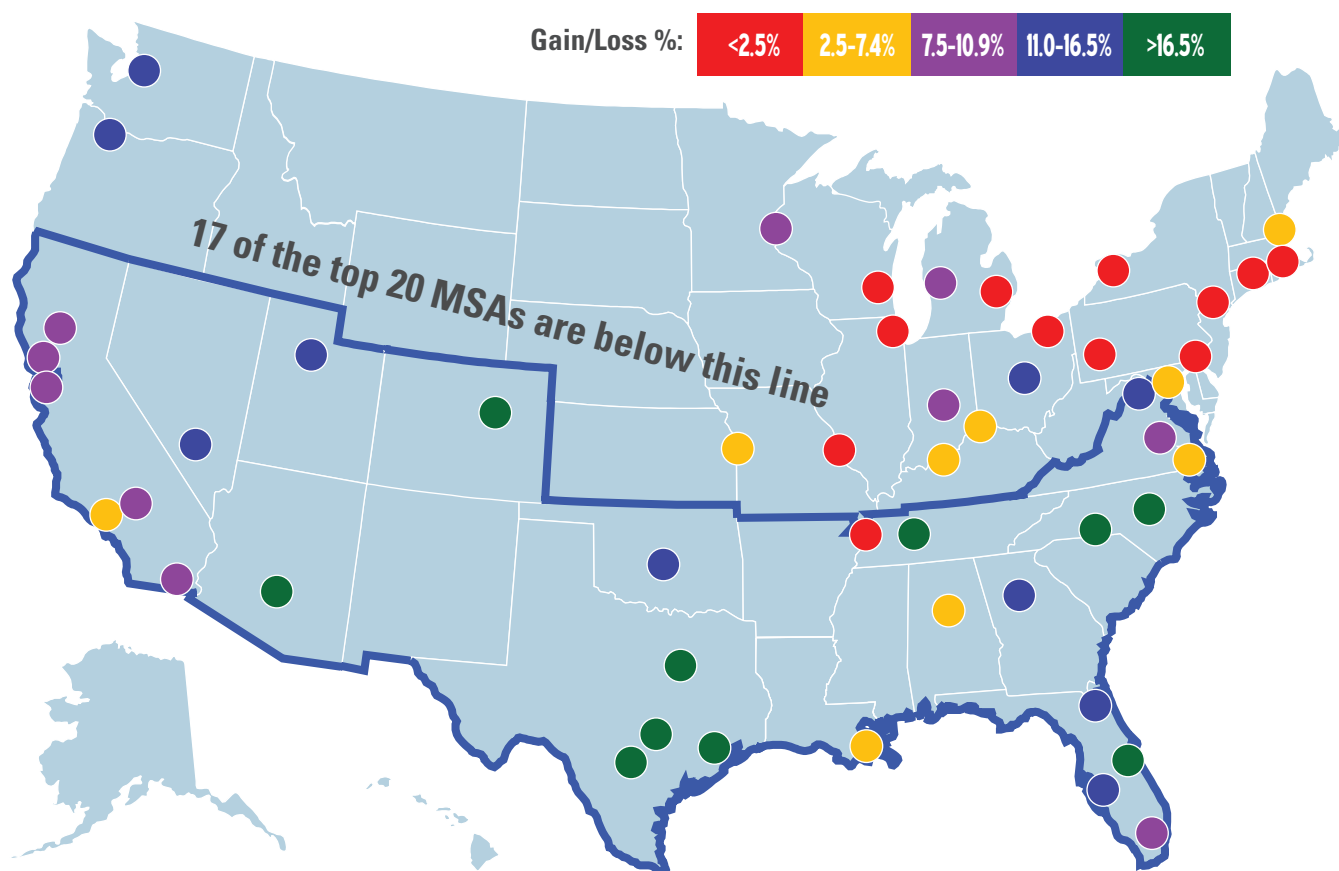 Gain/Loss %: <2.5% 2.5-7.4% 7.5-10.9% 11.0-16.5% >16.5%
17 of the top 20 MSAs are below this line